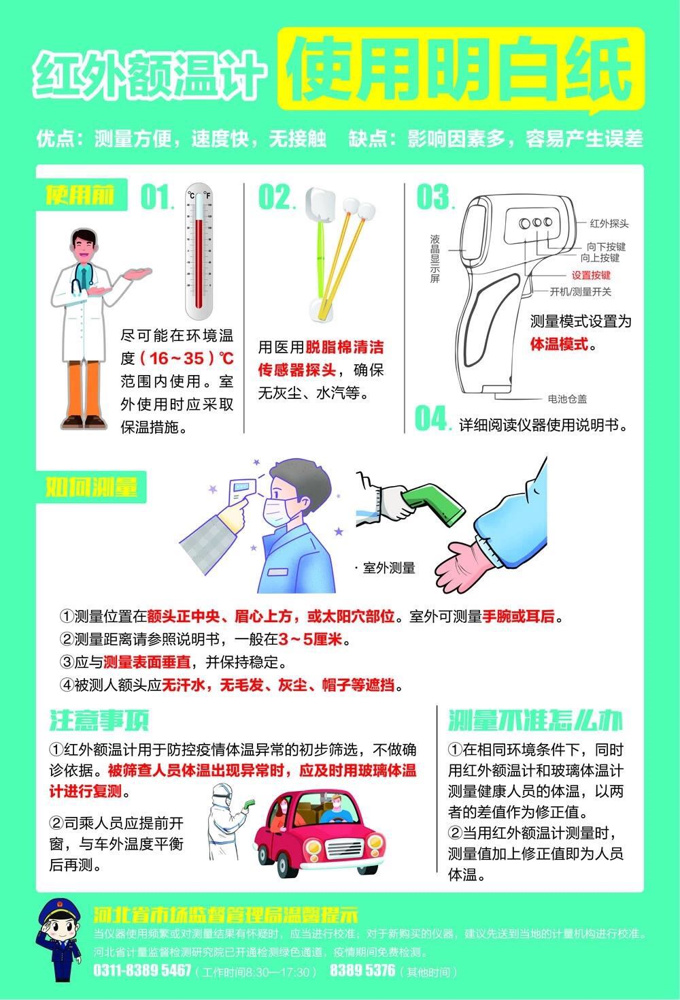 红外额温计 使用明白纸
优点：测量方便，速度快，无接触 缺点：影响因素多，容易产生误差
使用前
01.
℃ ℉
尽可能在环境温
度（16～35）℃
范围内使用。室
外使用时应采取
保温措施。
02.
用医用脱脂棉清洁
传感器探头，确保
无灰尘、水汽等。
03.
液晶显示屏
红外探头
向下按键
向上按键
设置按键
开机/测量开关
测量模式设置为
体温模式。
电池仓盖
04. 详细阅读仪器使用说明书。
如何测量
·室外测量
①测量位置在额头正中央、眉心上方，或太阳穴部位。室外可测量手腕或耳后。
②测量距离请参照说明书，一般在3～5厘米。
③应与测量表面垂直，并保持稳定。
④被测人额头应无汗水，无毛发、灰尘、帽子等遮挡。
注意事项
①红外额温计用于防控疫情体温异常的初步筛选，不做确
诊依据。被筛查人员体温出现异常时，应及时用玻璃体温
计进行复测。
②司乘人员应提前开
窗，与车外温度平衡
后再测。
测量不准怎么办
①在相同环境条件下，同时
用红外额温计和玻璃体温计
测量健康人员的体温，以两
者的差值作为修正值。
②当用红外额温计测量时，
测量值加上修正值即为人员
体温。
河北省市场监督管理局温馨提示
当仪器使用频繁或对测量结果有怀疑时，应当进行校准；对于新购买的仪器，建议先送到当地的计量机构进行校准。
河北省计量监督检测研究院已开通检测绿色通道，疫情期间免费检测。
0311-8389 5467（工作时间8:30—17:30） 8389 5376（其他时间）